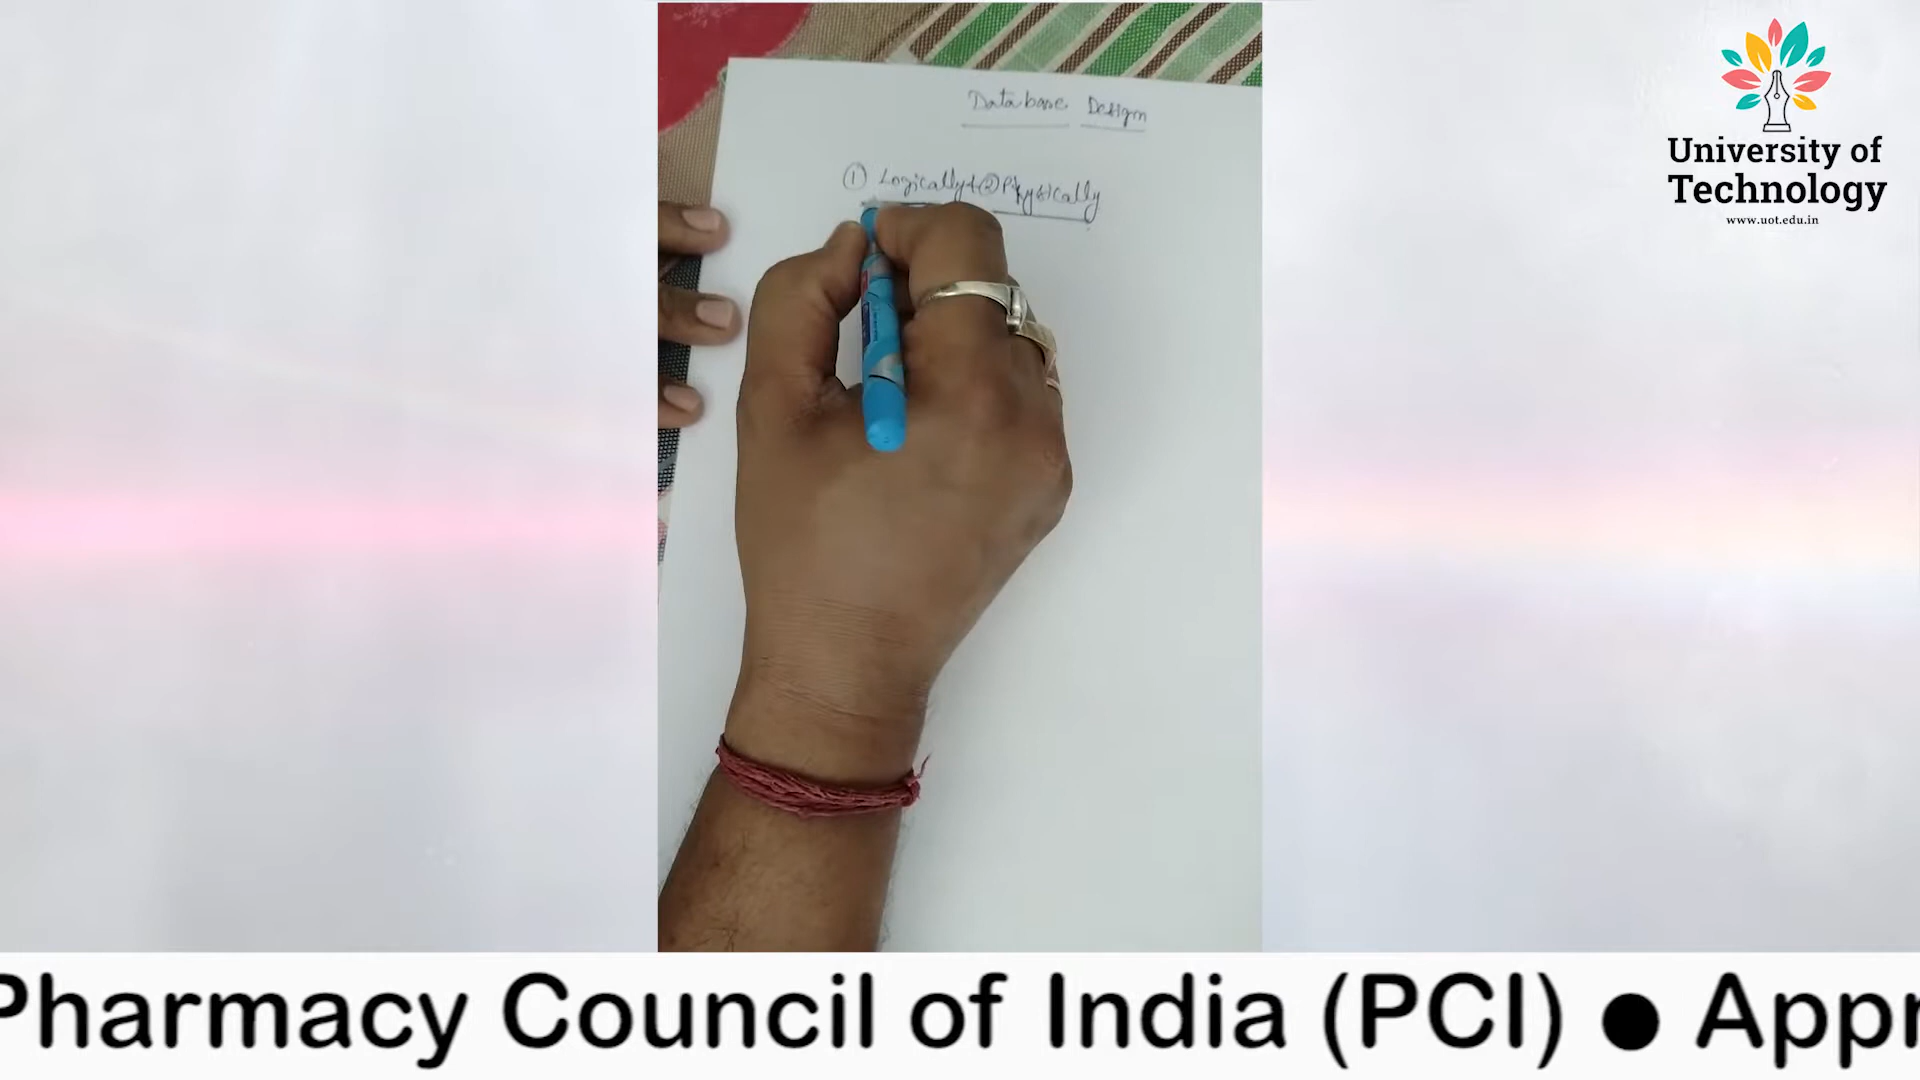 Database Design
① Logically + ② Physically
University of
Technology
www.uot.edu.in
Pharmacy Council of India (PCI) ● Appr